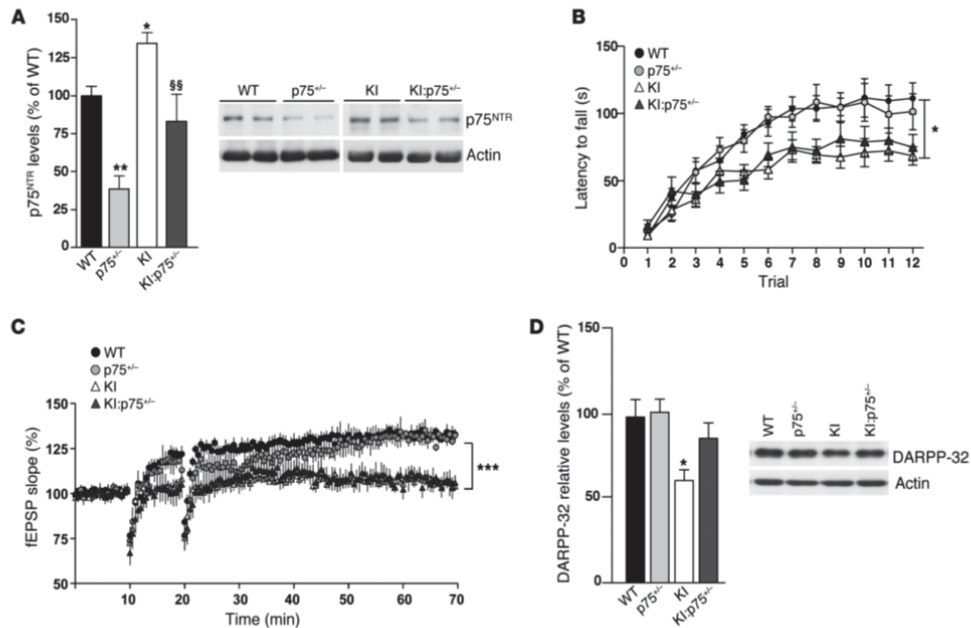 A
p75ᴺᵀᴿ levels (% of WT)
150
125
100
75
50
25
0
**
*
§§
WT
p75⁺/⁻
KI
KI:p75⁺/⁻
WT p75⁺/⁻ KI KI:p75⁺/⁻
p75ᴺᵀᴿ
Actin
B
Latency to fall (s)
150
100
50
0
WT
p75⁺/⁻
KI
KI:p75⁺/⁻
*
0 1 2 3 4 5 6 7 8 9 10 11 12
Trial
C
WT
p75⁺/⁻
KI
KI:p75⁺/⁻
fEPSP slope (%)
150
125
100
75
50
***
10 20 30 40 50 60 70
Time (min)
D
DARPP-32 relative levels (% of WT)
150
100
50
0
*
WT
p75⁺/⁻
KI
KI:p75⁺/⁻
WT
p75⁺/⁻
KI
KI:p75⁺/⁻
DARPP-32
Actin